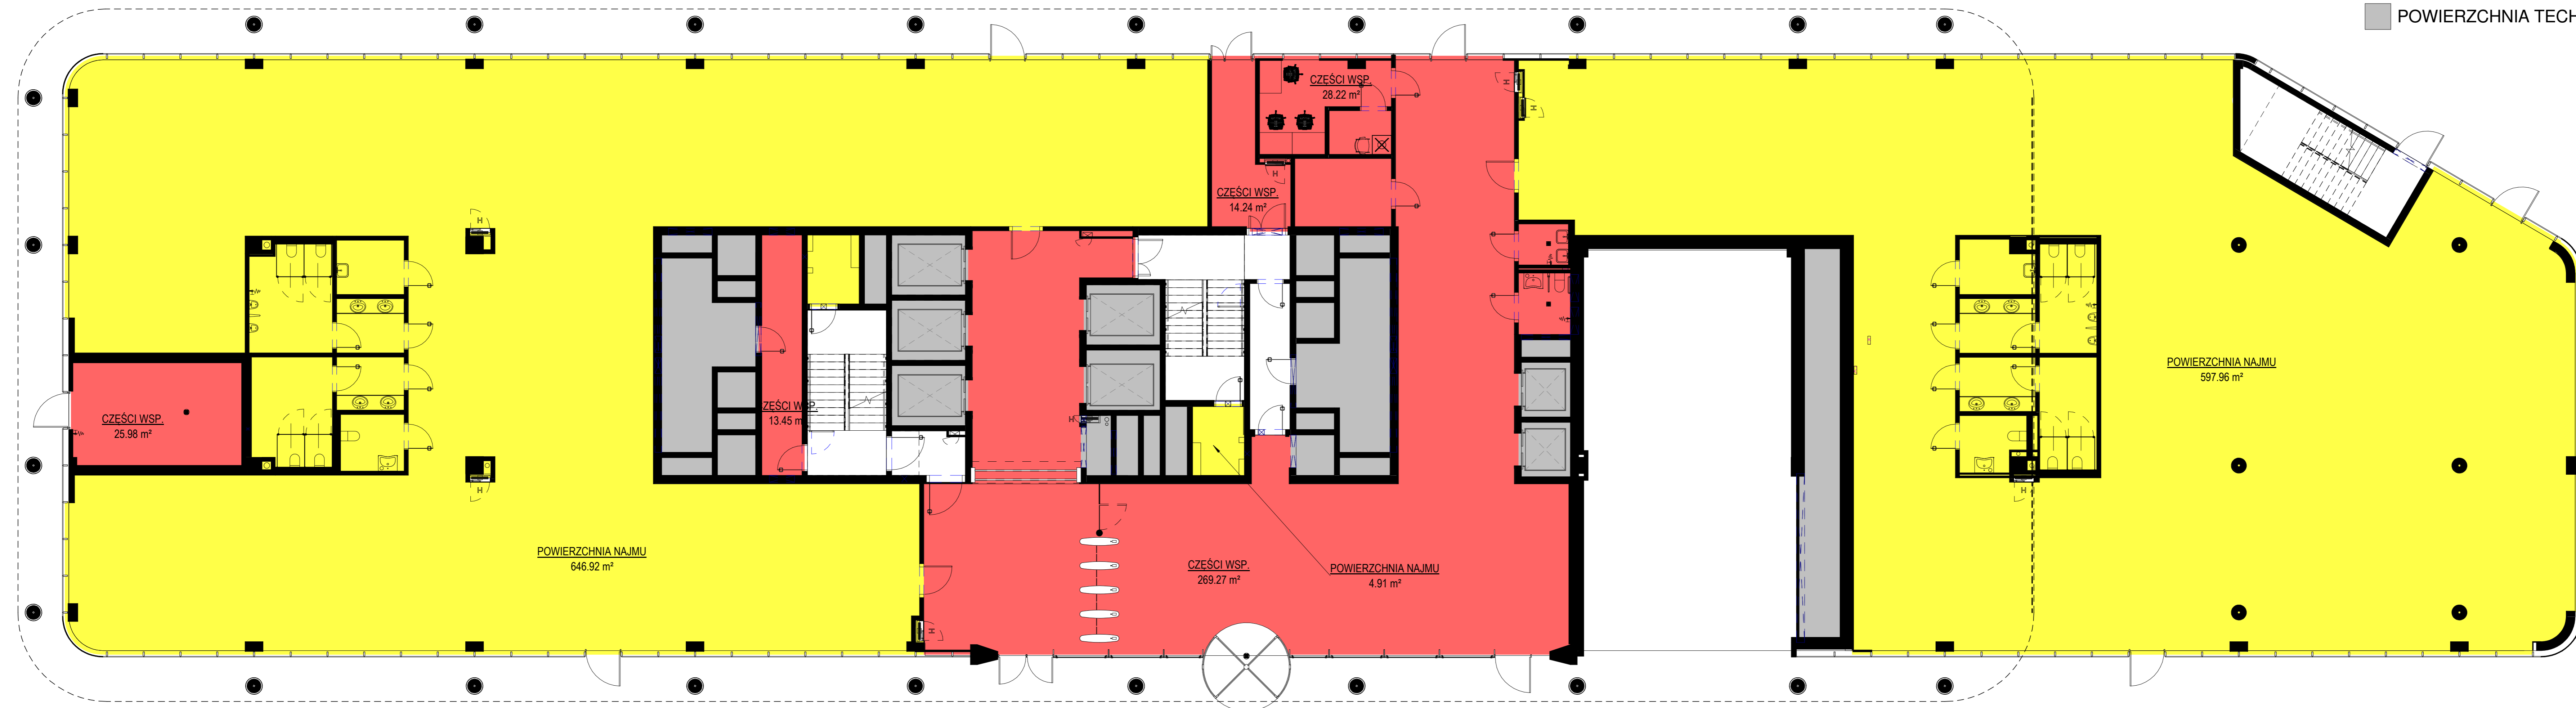 POWIERZCHNIA TECH
CZĘŚCI WSP.
28.22 m²
H
H
H
CZĘŚCI WSP.
14.24 m²
H
POWIERZCHNIA NAJMU
597.96 m²
CZĘŚCI WSP.
13.45 m
CZĘŚCI WSP.
25.98 m²
H
H
H
POWIERZCHNIA NAJMU
646.92 m²
CZĘŚCI WSP.
269.27 m²
POWIERZCHNIA NAJMU
4.91 m²
H